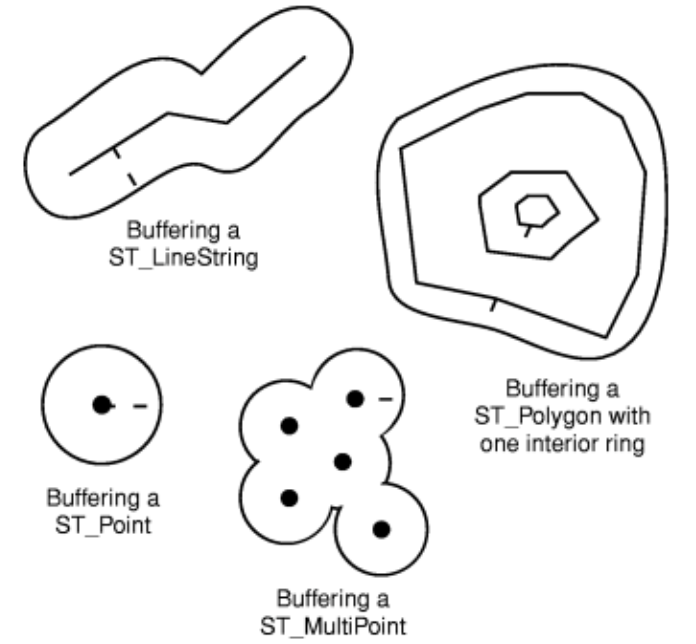 Buffering a
ST_LineString
Buffering a
ST_Polygon with
one interior ring
Buffering a
ST_Point
Buffering a
ST_MultiPoint